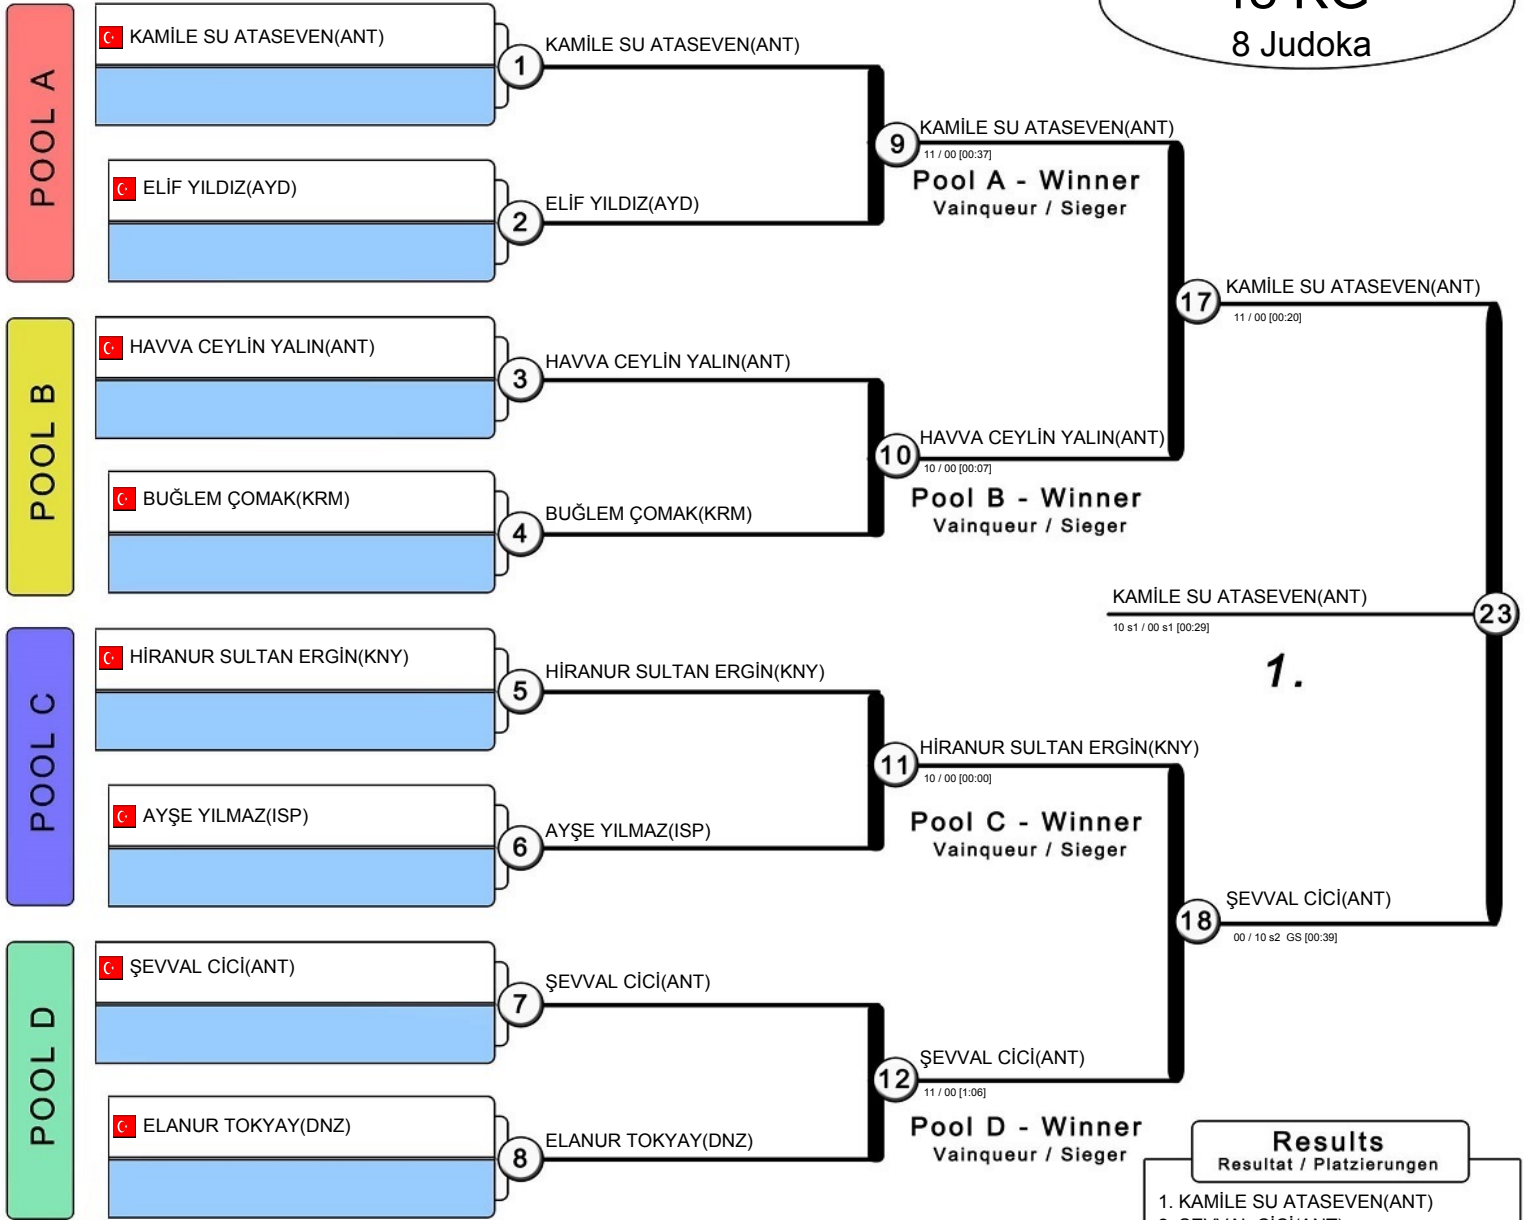 8 Judoka
POOL A
KAMİLE SU ATASEVEN(ANT)
1
KAMİLE SU ATASEVEN(ANT)
ELİF YILDIZ(AYD)
2
ELİF YILDIZ(AYD)
9
KAMİLE SU ATASEVEN(ANT)
11 / 00 [00:37]
Pool A - Winner
Vainqueur / Sieger
POOL B
HAVVA CEYLİN YALIN(ANT)
3
HAVVA CEYLİN YALIN(ANT)
BUĞLEM ÇOMAK(KRM)
4
BUĞLEM ÇOMAK(KRM)
10
HAVVA CEYLİN YALIN(ANT)
10 / 00 [00:07]
Pool B - Winner
Vainqueur / Sieger
17
KAMİLE SU ATASEVEN(ANT)
11 / 00 [00:20]
POOL C
HİRANUR SULTAN ERGİN(KNY)
5
HİRANUR SULTAN ERGİN(KNY)
AYŞE YILMAZ(ISP)
6
AYŞE YILMAZ(ISP)
11
HİRANUR SULTAN ERGİN(KNY)
10 / 00 [00:00]
Pool C - Winner
Vainqueur / Sieger
POOL D
ŞEVVAL CİCİ(ANT)
7
ŞEVVAL CİCİ(ANT)
ELANUR TOKYAY(DNZ)
8
ELANUR TOKYAY(DNZ)
12
ŞEVVAL CİCİ(ANT)
11 / 00 [1:06]
Pool D - Winner
Vainqueur / Sieger
18
ŞEVVAL CİCİ(ANT)
00 / 10 s2 GS [00:39]
KAMİLE SU ATASEVEN(ANT)
23
10 s1 / 00 s1 [00:29]
1.
Results
Resultat / Platzierungen
1. KAMİLE SU ATASEVEN(ANT)